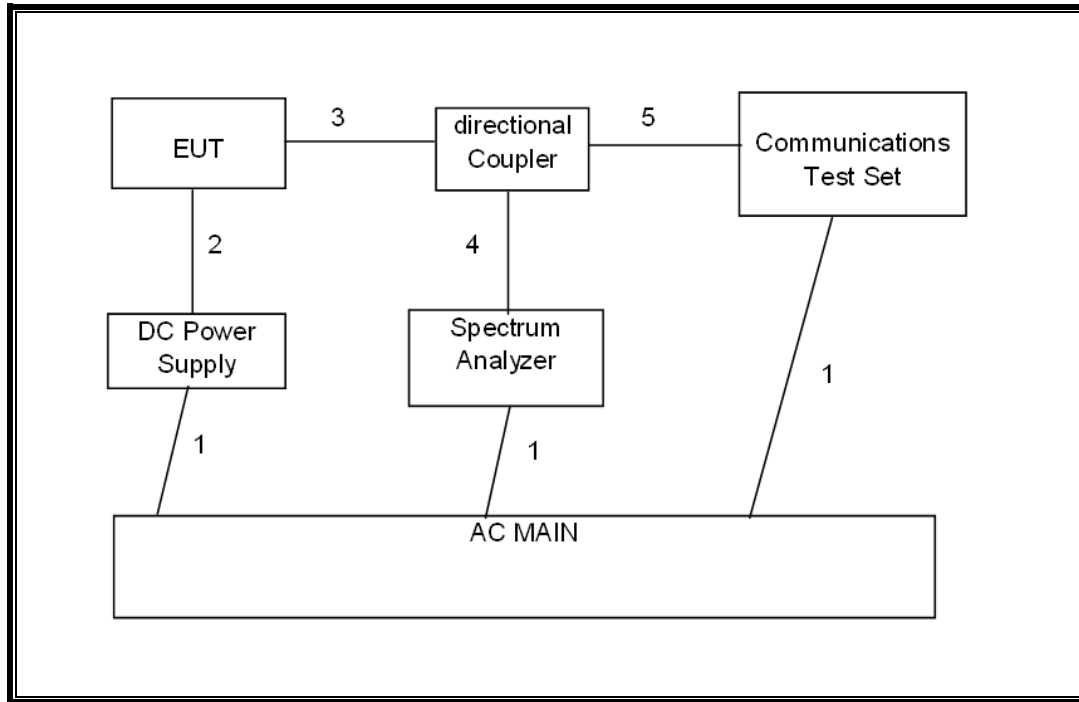 EUT
3
directional
Coupler
5
Communications
Test Set
2
4
DC Power
Supply
Spectrum
Analyzer
1
1
1
AC MAIN